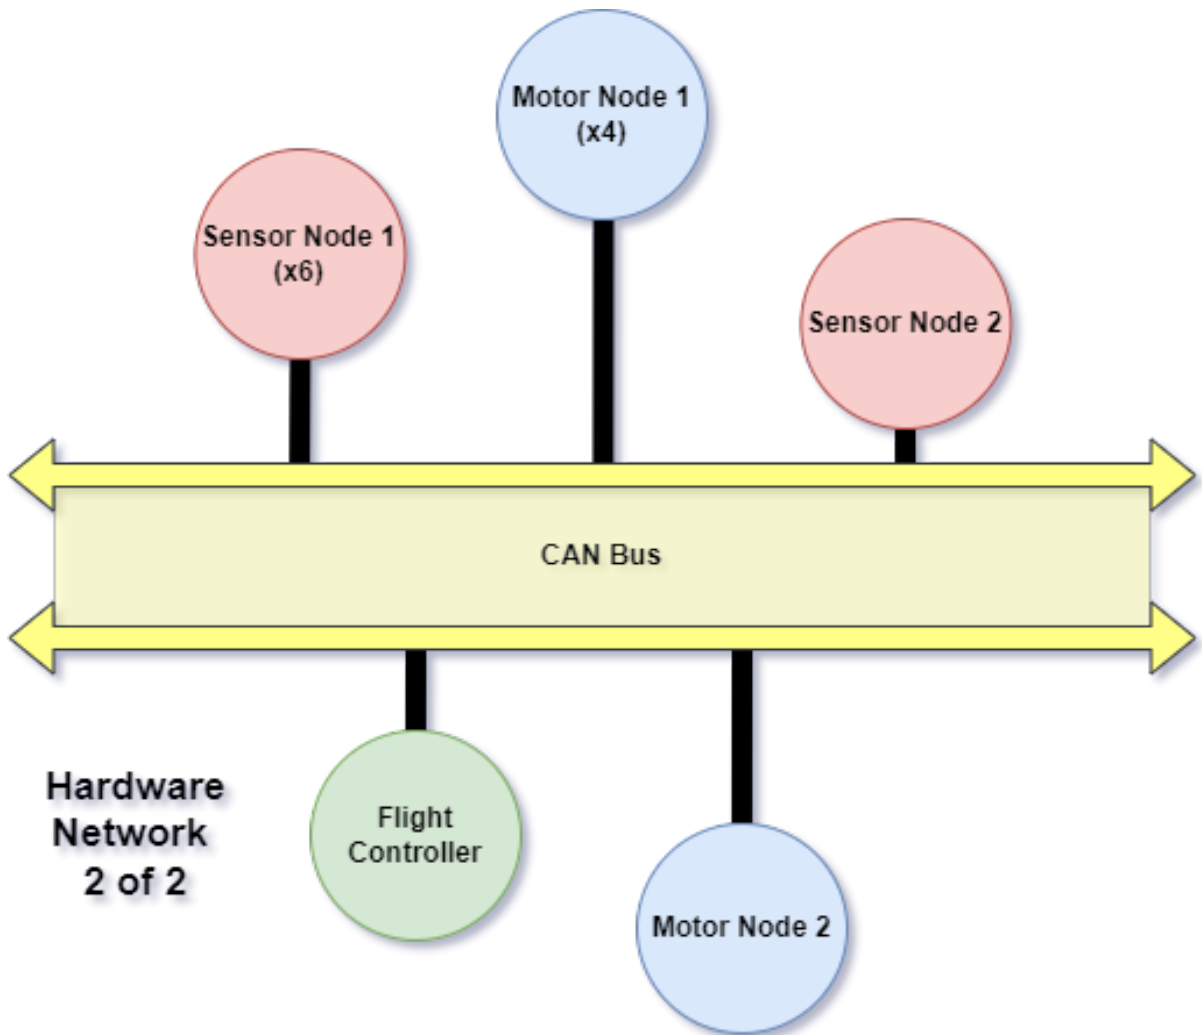 Motor Node 1
(x4)
Sensor Node 1
(x6)
Sensor Node 2
CAN Bus
Flight
Controller
Hardware
Network
2 of 2
Motor Node 2